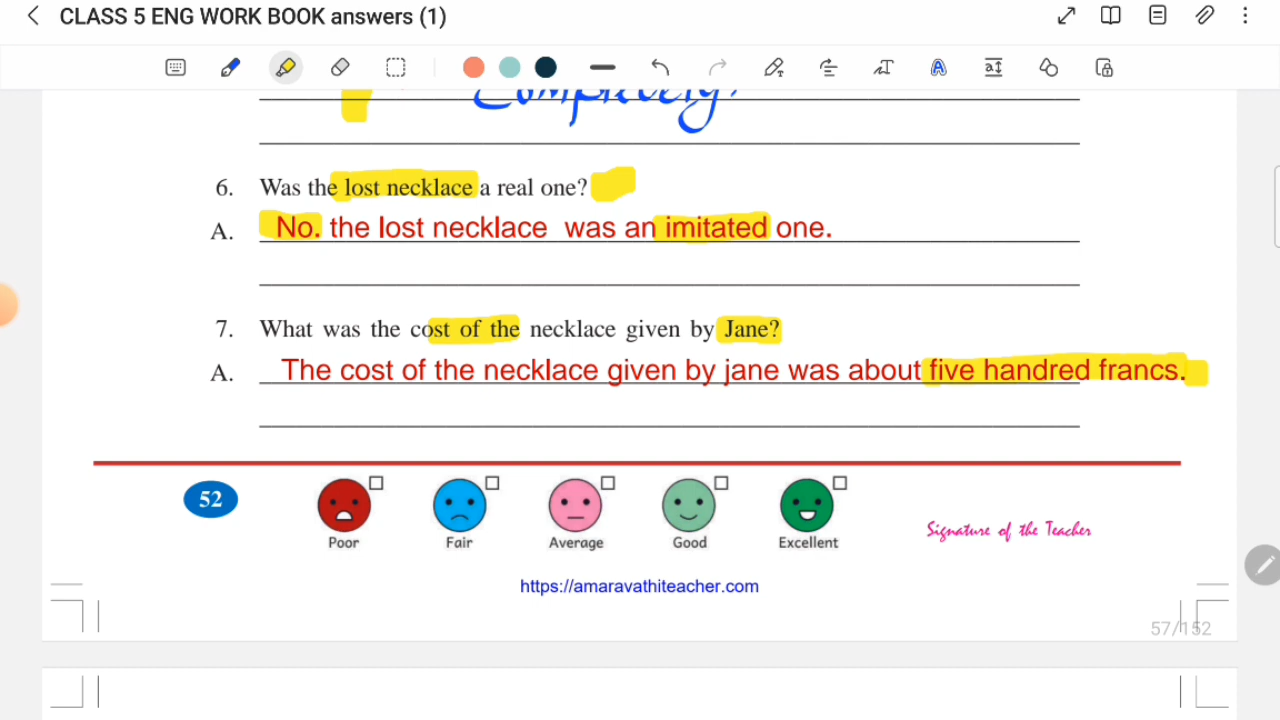 CLASS 5 ENG WORK BOOK answers (1)
Completely.
6. Was the lost necklace a real one?
A. No. the lost necklace was an imitated one.
7. What was the cost of the necklace given by Jane?
A. The cost of the necklace given by jane was about five handred francs.
52
Poor Fair Average Good Excellent
Signature of the Teacher
https://amaravathiteacher.com
57/152